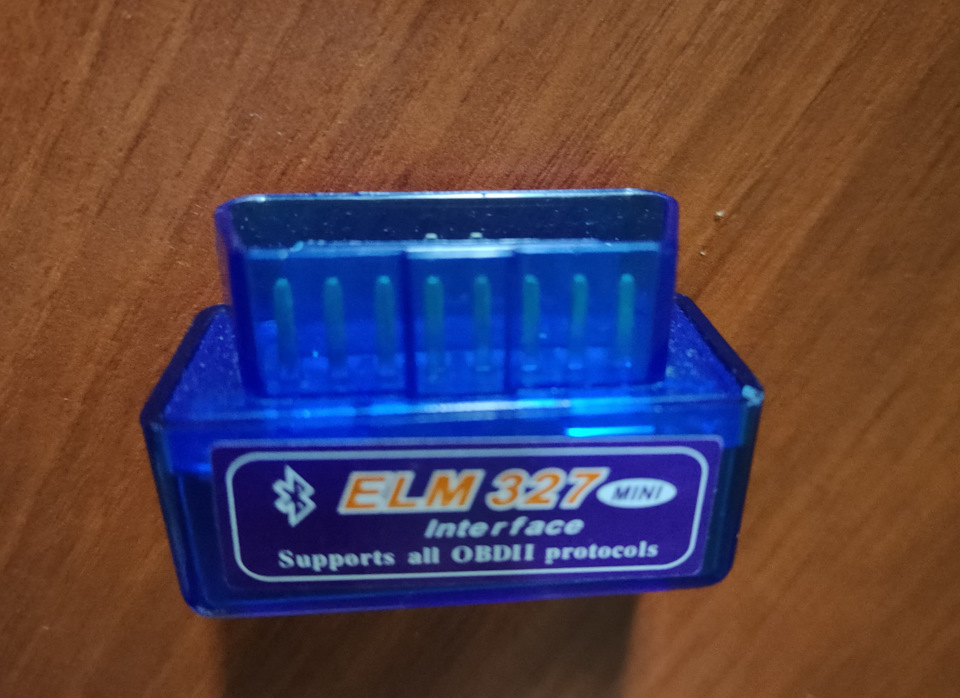 ELM 327 MINI
Interface
Supports all OBDII protocols